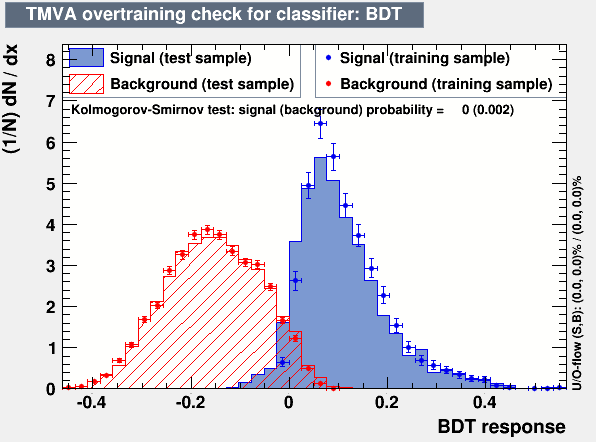 TMVA overtraining check for classifier: BDT
(1/N) dN / dx
Signal (test sample)
Background (test sample)
Signal (training sample)
Background (training sample)
Kolmogorov-Smirnov test: signal (background) probability = 0 (0.002)
8
7
6
5
4
3
2
1
0
-0.4 -0.2 0 0.2 0.4
BDT response
U/O-flow (S,B): (0.0, 0.0)% / (0.0, 0.0)%